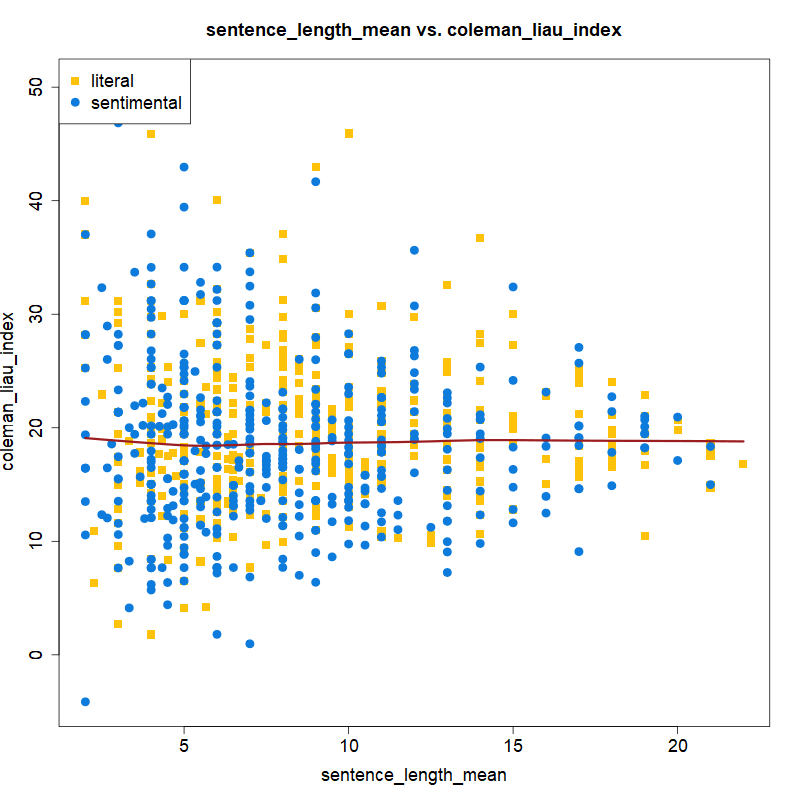 sentence_length_mean vs. coleman_liau_index
literal
sentimental
50
40
30
20
10
0
coleman_liau_index
5 10 15 20
sentence_length_mean